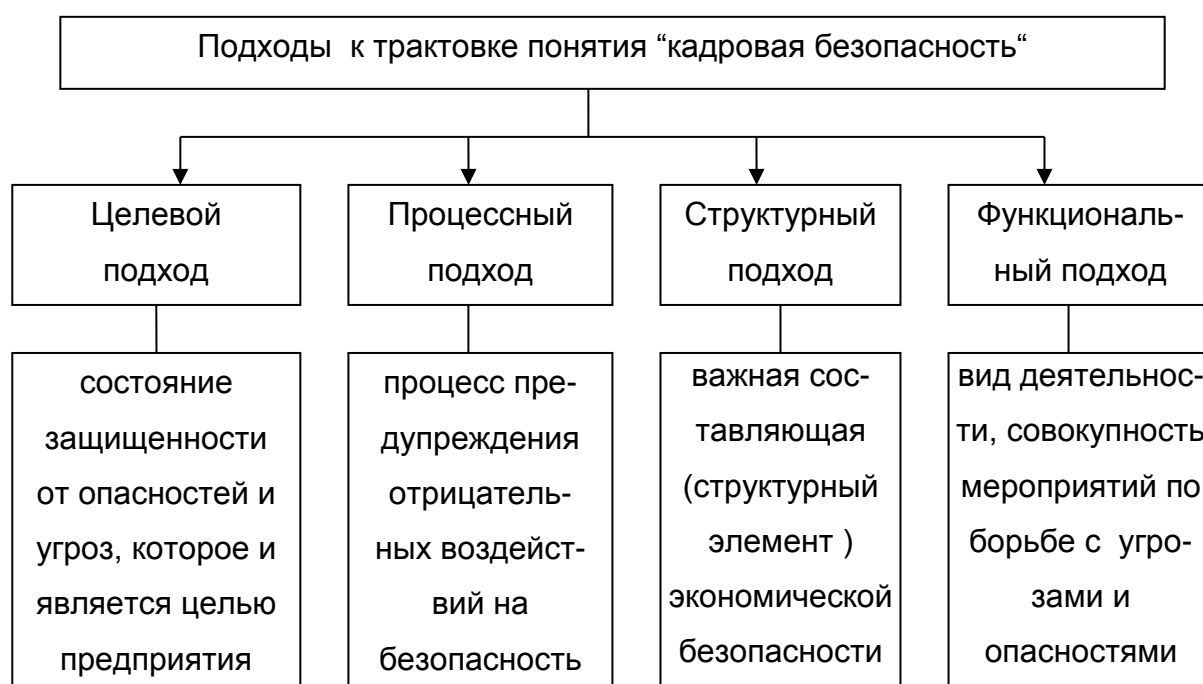 Подходы к трактовке понятия “кадровая безопасность“
Целевой
подход
Процессный
подход
Структурный
подход
Функциональ-
ный подход
состояние
защищенности
от опасностей и
угроз, которое и
является целью
предприятия
процесс пре-
дупреждения
отрицатель-
ных воздейст-
вий на
безопасность
важная сос-
тавляющая
(структурный
элемент )
экономической
безопасности
вид деятельнос-
ти, совокупность
мероприятий по
борьбе с угро-
зами и
опасностями